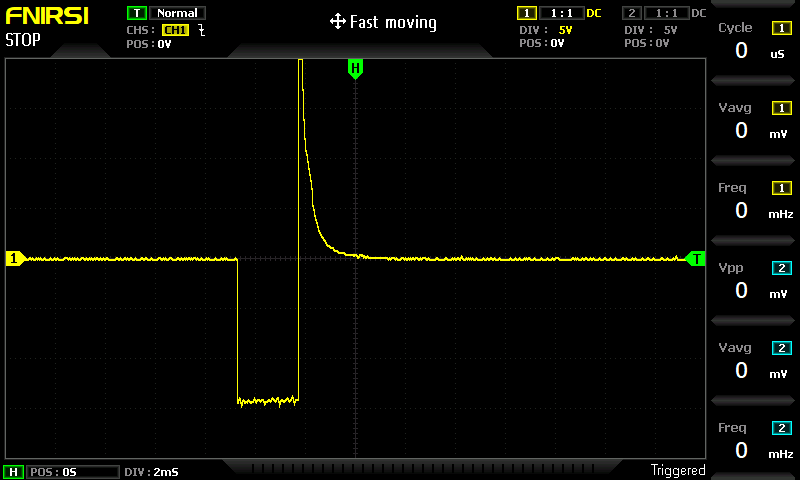 FNIRSI
STOP
T Normal
CHS: CH1
POS: 0V
Fast moving
1 1:1 DC
DIV: 5V
POS: 0V
2 1:1 DC
DIV: 5V
POS: 0V
H
1
T
Cycle 1
0 uS
Vavg 1
0 mV
Freq 1
0 mHz
Vpp 2
0 mV
Vavg 2
0 mV
Freq 2
0 mHz
H POS: 0S DIV: 2mS
Triggered